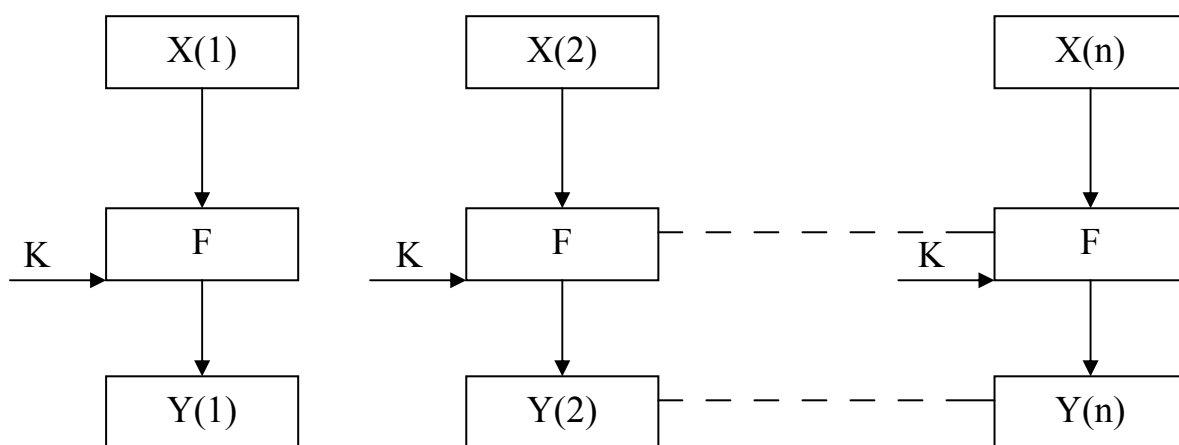 X(1) X(2) X(n)
F F F
K K K
Y(1) Y(2) Y(n)